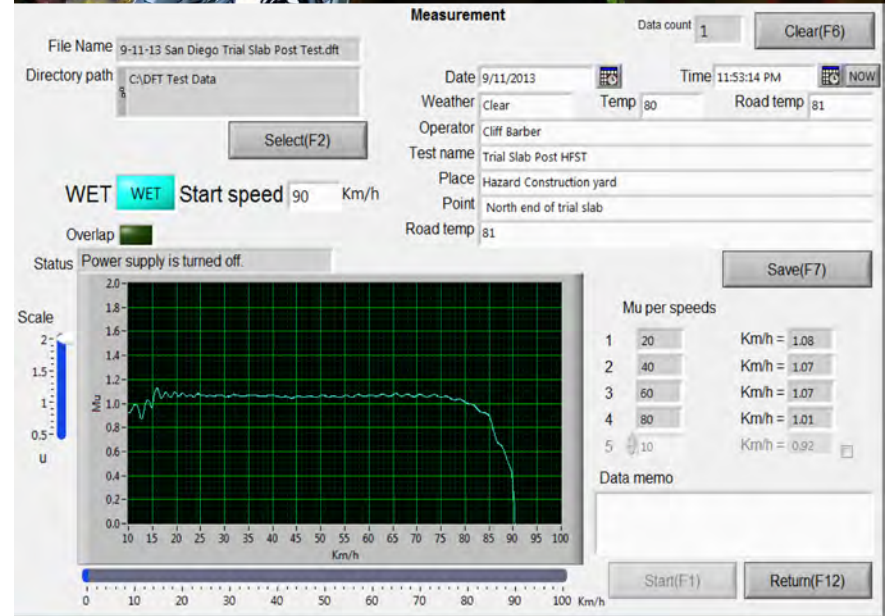 Measurement
Data count 1 Clear(F6)
File Name 9-11-13 San Diego Trial Slab Post Test.dft
Directory path C:\DFT Test Data
Select(F2)
Date 9/11/2013 Time 11:53:14 PM NOW
Weather Clear Temp 80 Road temp 81
Operator Cliff Barber
Test name Trial Slab Post HFST
Place Hazard Construction yard
Point North end of trial slab
Road temp 81
WET WET Start speed 90 Km/h
Overlap
Status Power supply is turned off.
Save(F7)
Scale
2
1.5
1
0.5
u
2.0
1.8
1.6
1.4
1.2
1.0
0.8
0.6
0.4
0.2
0.0
Mu
10 15 20 25 30 35 40 45 50 55 60 65 70 75 80 85 90 95 100
Km/h
0 10 20 30 40 50 60 70 80 90 100 Km/h
Mu per speeds
1 20 Km/h = 1.08
2 40 Km/h = 1.07
3 60 Km/h = 1.07
4 80 Km/h = 1.01
5 10 Km/h = 0.92
Data memo
Start(F1) Return(F12)